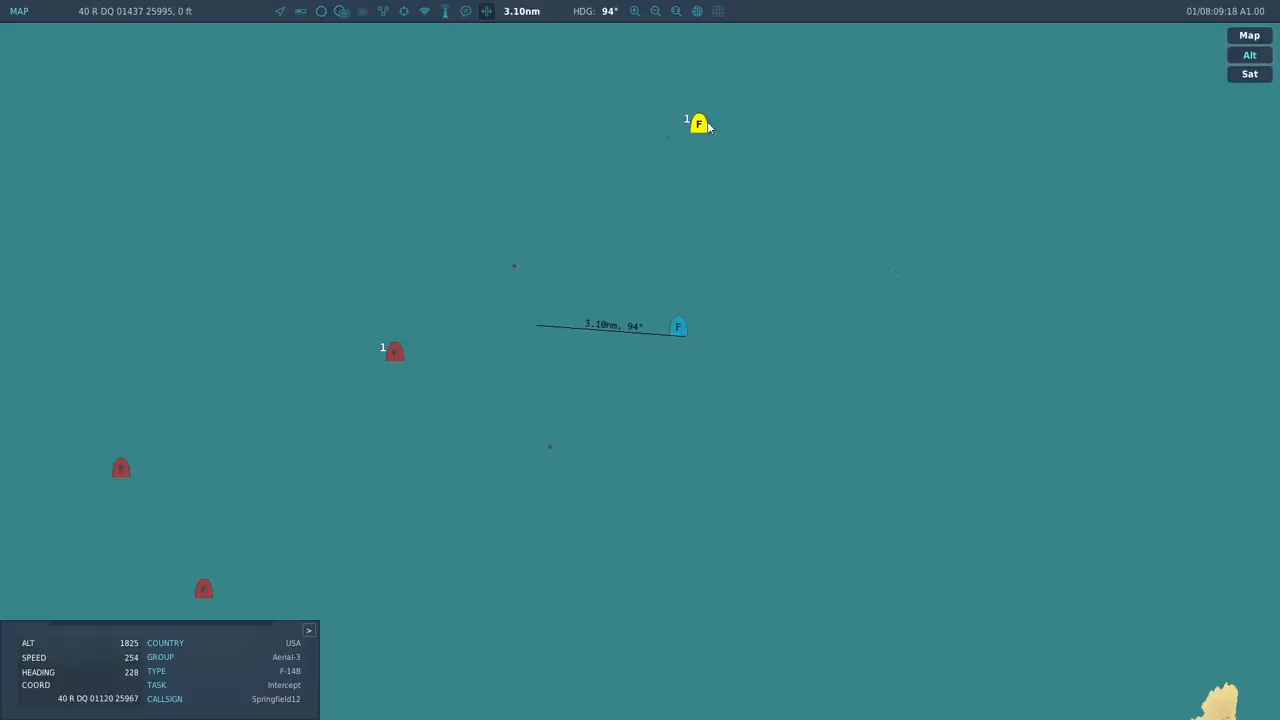 MAP 40 R DQ 01437 25995, 0 ft 3.10nm HDG: 94° 01/08:09:18 A1.00
Map
Alt
Sat
1 F
3.10nm, 94° F
1 F
F
F
>
ALT 1825 COUNTRY USA
SPEED 254 GROUP Aerial-3
HEADING 228 TYPE F-14B
COORD TASK Intercept
40 R DQ 01120 25967 CALLSIGN Springfield12